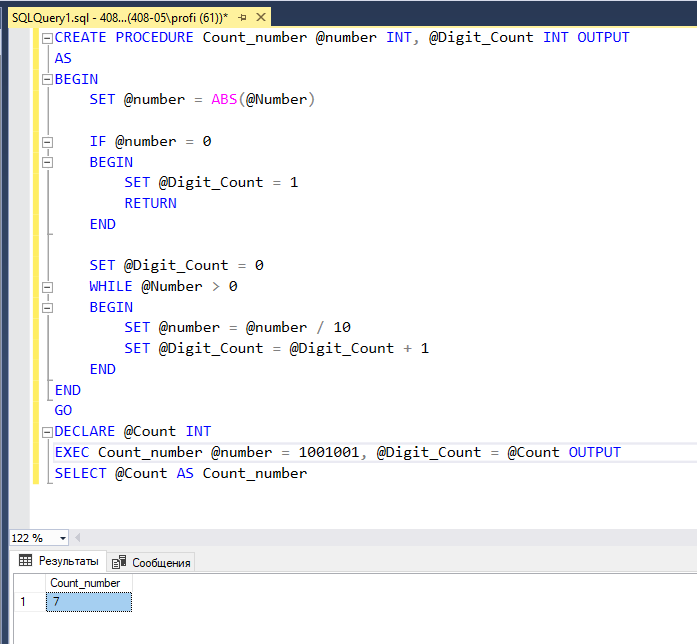 SQLQuery1.sql - 408...(408-05\profi (61))*
CREATE PROCEDURE Count_number @number INT, @Digit_Count INT OUTPUT
AS
BEGIN
    SET @number = ABS(@Number)
    IF @number = 0
    BEGIN
        SET @Digit_Count = 1
        RETURN
    END
    SET @Digit_Count = 0
    WHILE @Number > 0
    BEGIN
        SET @number = @number / 10
        SET @Digit_Count = @Digit_Count + 1
    END
END
GO
DECLARE @Count INT
EXEC Count_number @number = 1001001, @Digit_Count = @Count OUTPUT
SELECT @Count AS Count_number
122 %
Результаты Сообщения
Count_number
1 7